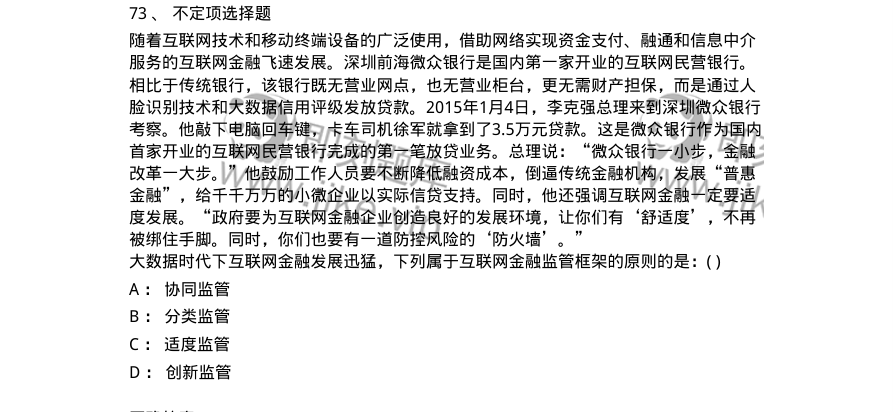 73 、 不定项选择题
随着互联网技术和移动终端设备的广泛使用，借助网络实现资金支付、融通和信息中介
服务的互联网金融飞速发展。深圳前海微众银行是国内第一家开业的互联网民营银行。
相比于传统银行，该银行既无营业网点，也无营业柜台，更无需财产担保，而是通过人
脸识别技术和大数据信用评级发放贷款。2015年1月4日，李克强总理来到深圳微众银行
考察。他敲下电脑回车键，卡车司机徐军就拿到了3.5万元贷款。这是微众银行作为国内
首家开业的互联网民营银行完成的第一笔放贷业务。总理说：“微众银行一小步，金融
改革一大步。”他鼓励工作人员要不断降低融资成本，倒逼传统金融机构，发展“普惠
金融”，给千千万万的小微企业以实际信贷支持。同时，他还强调互联网金融一定要适
度发展。“政府要为互联网金融企业创造良好的发展环境，让你们有‘舒适度’，不再
被绑住手脚。同时，你们也要有一道防控风险的‘防火墙’。”
大数据时代下互联网金融发展迅猛，下列属于互联网金融监管框架的原则的是：( )
A ： 协同监管
B ： 分类监管
C ： 适度监管
D ： 创新监管